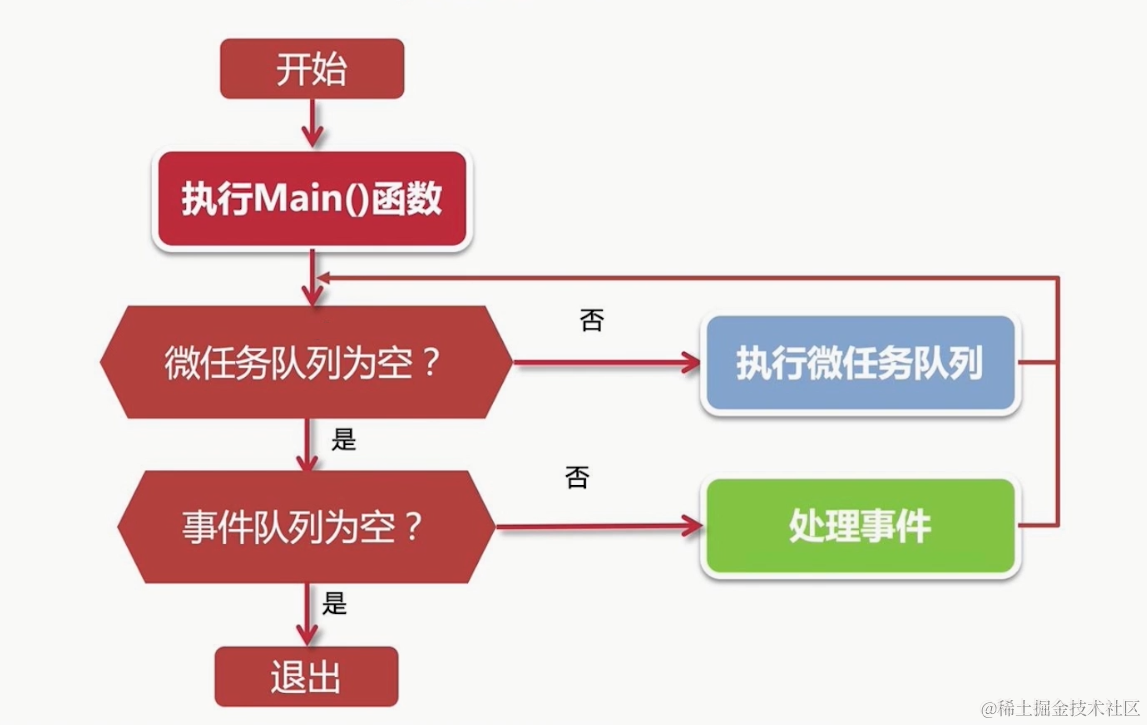 开始
执行Main()函数
否
微任务队列为空？
执行微任务队列
是
否
事件队列为空？
处理事件
是
退出
@稀土掘金技术社区